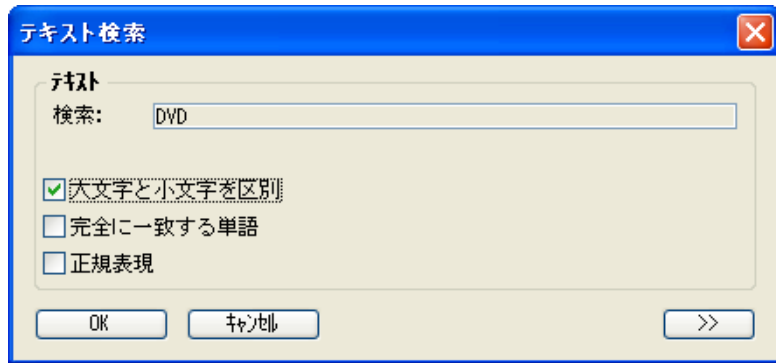 テキスト検索
ﾃｷｽﾄ
検索:
DVD
大文字と小文字を区別
完全に一致する単語
正規表現
OK
ｷｬﾝｾﾙ
>>